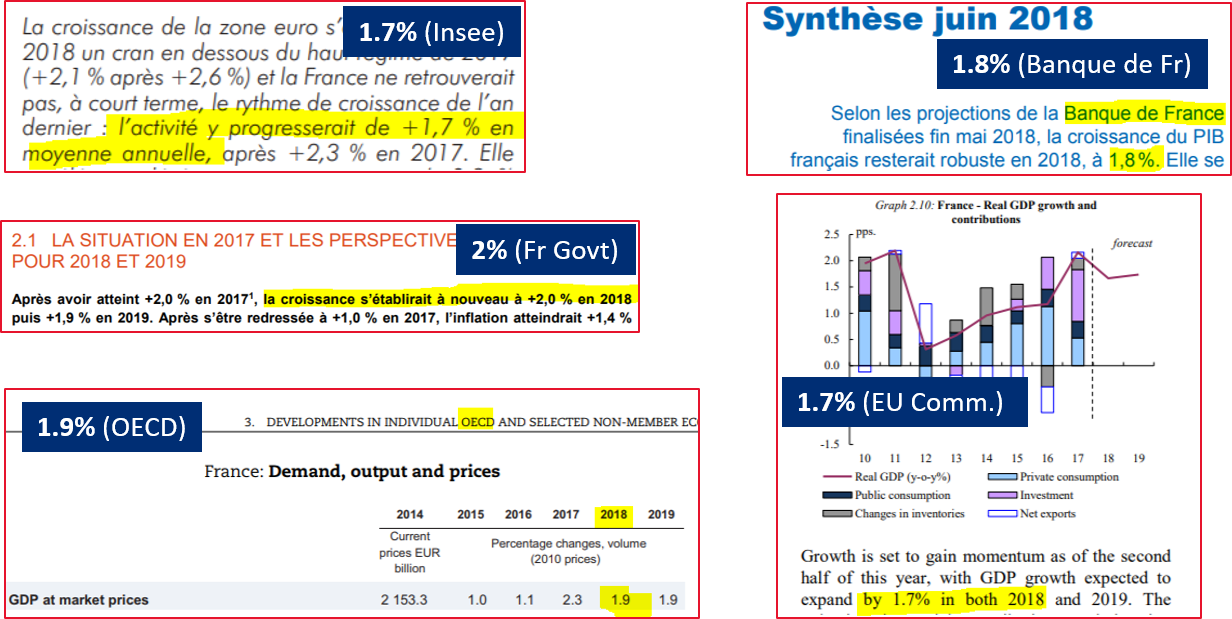 La croissance de la zone euro s'
1.7% (Insee)
2018 un cran en dessous du
(+2,1 % après +2,6 %) et la France ne retrouverait
pas, à court terme, le rythme de croissance de l'an
dernier : l'activité y progresserait de +1,7 % en
moyenne annuelle, après +2,3 % en 2017. Elle
Synthèse juin 2018
1.8% (Banque de Fr)
Selon les projections de la Banque de France
finalisées fin mai 2018, la croissance du PIB
français resterait robuste en 2018, à 1,8%. Elle se
2.1 LA SITUATION EN 2017 ET LES
POUR 2018 ET 2019
2% (Fr Govt)
Après avoir atteint +2,0 % en 2017¹, la croissance s'établirait à nouveau à +2,0 % en 2018
puis +1,9 % en 2019. Après s'être redressée à +1,0 % en 2017, l'inflation atteindrait +1,4 %
Graph 2.10: France - Real GDP growth and
contributions
pps.
forecast
2.5
2.0
1.5
1.0
0.5
0.0
1.7% (EU Comm.)
-1.5
10 11 12 13 14 15 16 17 18 19
Real GDP (y-o-y%) Private consumption
Public consumption Investment
Changes in inventories Net exports
Growth is set to gain momentum as of the second
half of this year, with GDP growth expected to
expand by 1.7% in both 2018 and 2019. The
1.9% (OECD)
3. DEVELOPMENTS IN INDIVIDUAL OECD AND SELECTED NON-MEMBER
France: Demand, output and prices
2014 2015 2016 2017 2018 2019
Current
prices EUR
billion
Percentage changes, volume
(2010 prices)
GDP at market prices 2 153.3 1.0 1.1 2.3 1.9 1.9